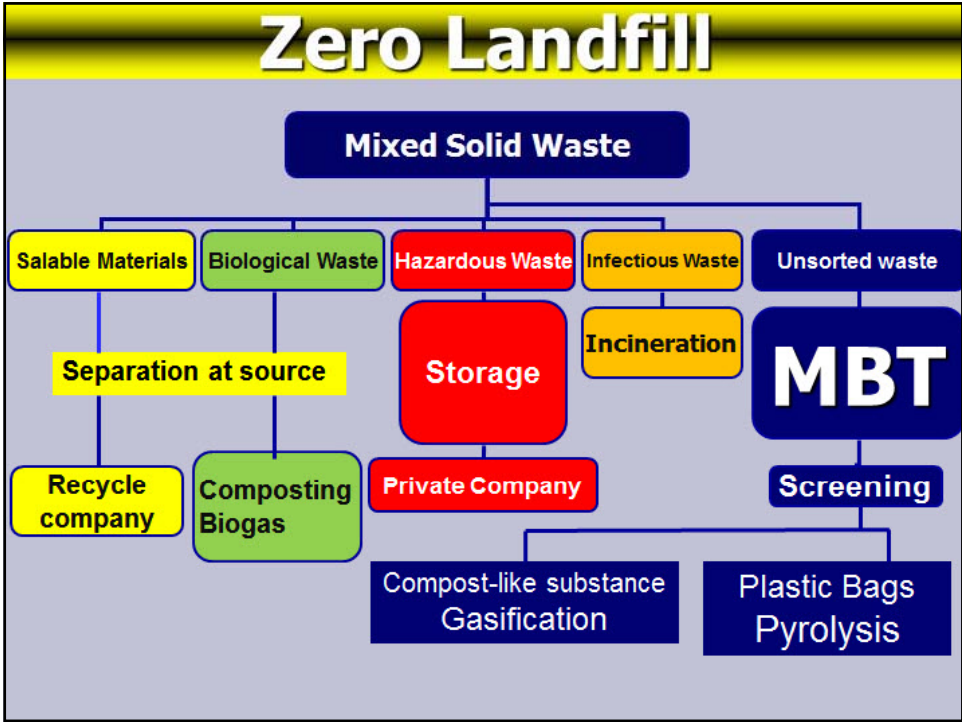 Zero Landfill
Mixed Solid Waste
Salable Materials
Biological Waste
Hazardous Waste
Infectious Waste
Unsorted waste
Separation at source
Storage
Incineration
MBT
Recycle
company
Composting
Biogas
Private Company
Screening
Compost-like substance
Gasification
Plastic Bags
Pyrolysis